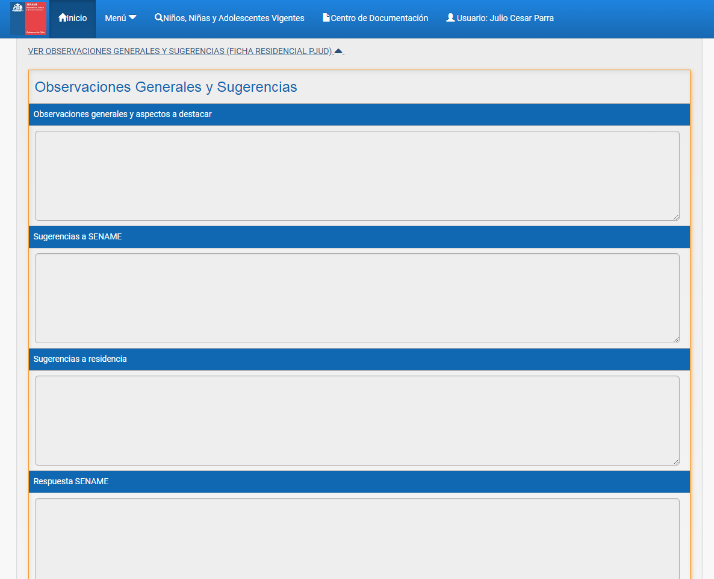 Inicio
Menú
Niños, Niñas y Adolescentes Vigentes
Centro de Documentación
Usuario: Julio Cesar Parra
VER OBSERVACIONES GENERALES Y SUGERENCIAS (FICHA RESIDENCIAL PJUD)
Observaciones Generales y Sugerencias
Observaciones generales y aspectos a destacar
Sugerencias a SENAME
Sugerencias a residencia
Respuesta SENAME